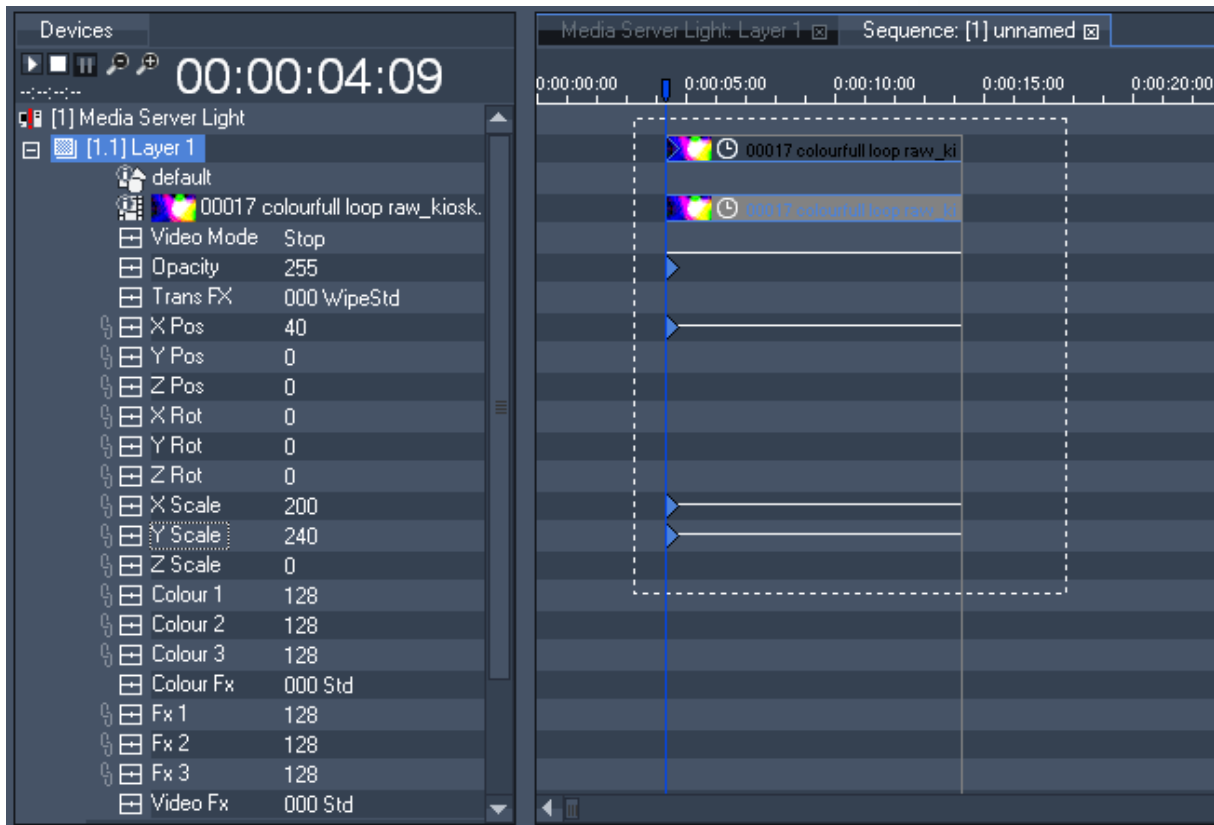 Devices
Media Server Light: Layer 1
Sequence: [1] unnamed
00:00:04:09
--:--:--:--
0:00:00:00 0:00:05:00 0:00:10:00 0:00:15:00 0:00:20:00
[1] Media Server Light
[1.1] Layer 1
00017 colourfull loop raw_ki
default
00017 colourfull loop raw_kiosk.
00017 colourfull loop raw_ki
Video Mode Stop
Opacity 255
Trans FX 000 WipeStd
X Pos 40
Y Pos 0
Z Pos 0
X Rot 0
Y Rot 0
Z Rot 0
X Scale 200
Y Scale 240
Z Scale 0
Colour 1 128
Colour 2 128
Colour 3 128
Colour Fx 000 Std
Fx 1 128
Fx 2 128
Fx 3 128
Video Fx 000 Std